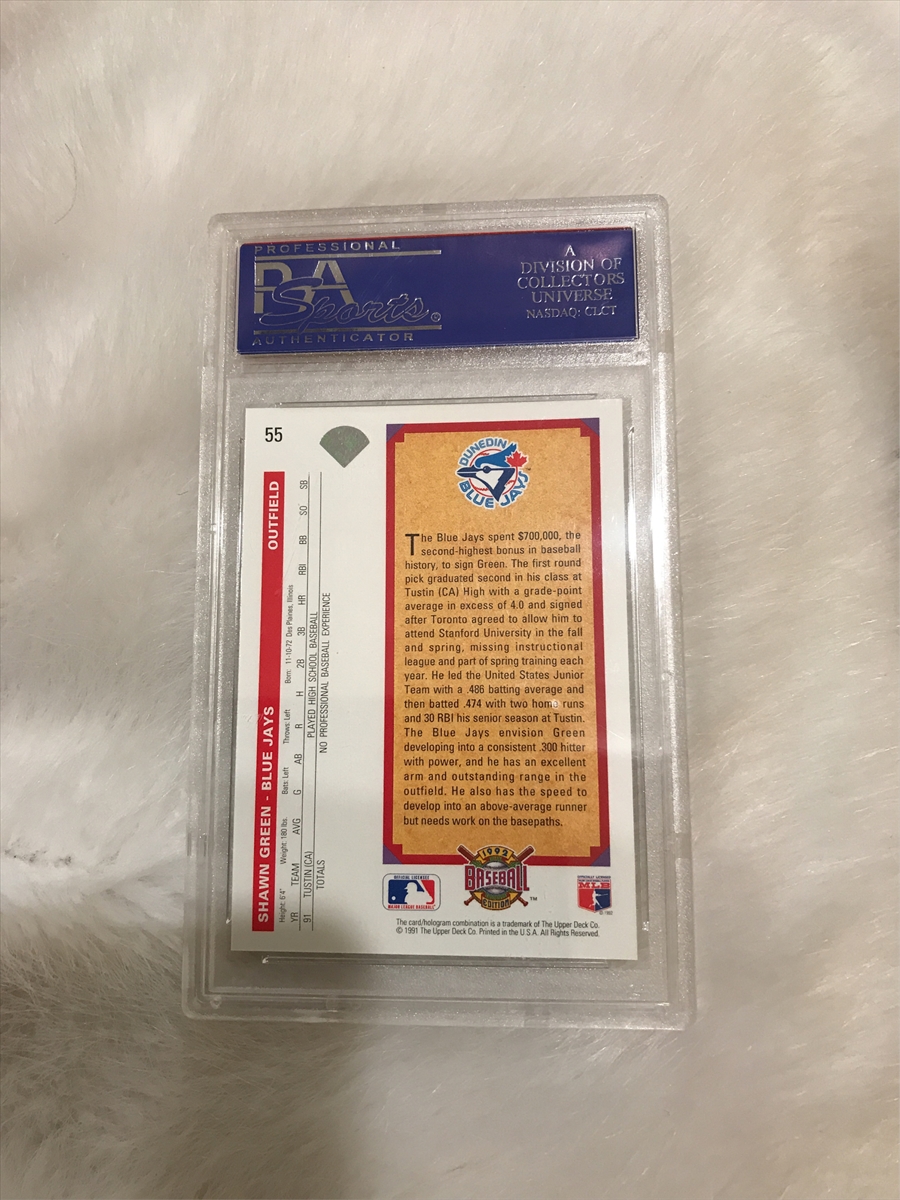 PROFESSIONAL
PSA
Sports®
AUTHENTICATOR
A
DIVISION OF
COLLECTORS
UNIVERSE
NASDAQ: CLCT
55
SHAWN GREEN - BLUE JAYS OUTFIELD
Height: 6'4" Weight: 180 lbs. Bats: Left Throws: Left Born: 11-10-72 Des Plaines, Illinois
YR TEAM AVG G AB R H 2B 3B HR RBI BB SO SB
91 TUSTIN (CA) PLAYED HIGH SCHOOL BASEBALL
TOTALS NO PROFESSIONAL BASEBALL EXPERIENCE
DUNEDIN
BLUE JAYS
The Blue Jays spent $700,000, the
second-highest bonus in baseball
history, to sign Green. The first round
pick graduated second in his class at
Tustin (CA) High with a grade-point
average in excess of 4.0 and signed
after Toronto agreed to allow him to
attend Stanford University in the fall
and spring, missing instructional
league and part of spring training each
year. He led the United States Junior
Team with a .486 batting average and
then batted .474 with two home runs
and 30 RBI his senior season at Tustin.
The Blue Jays envision Green
developing into a consistent .300 hitter
with power, and he has an excellent
arm and outstanding range in the
outfield. He also has the speed to
develop into an above-average runner
but needs work on the basepaths.
OFFICIAL LICENSEE
MAJOR LEAGUE BASEBALL
1992
BASEBALL
EDITION
™
MLB
© 1992
The card/hologram combination is a trademark of The Upper Deck Co.
© 1991 The Upper Deck Co. Printed in the U.S.A. All Rights Reserved.